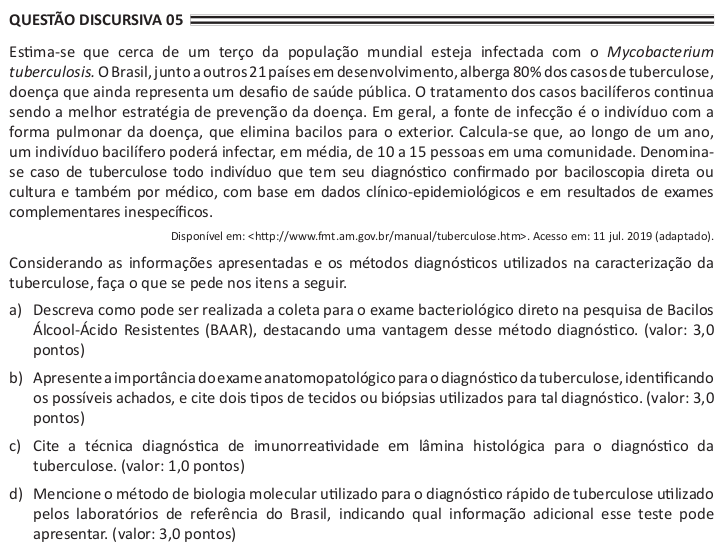 QUESTÃO DISCURSIVA 05
Estima-se que cerca de um terço da população mundial esteja infectada com o Mycobacterium
tuberculosis. O Brasil, junto a outros 21 países em desenvolvimento, alberga 80% dos casos de tuberculose,
doença que ainda representa um desafio de saúde pública. O tratamento dos casos bacilíferos continua
sendo a melhor estratégia de prevenção da doença. Em geral, a fonte de infecção é o indivíduo com a
forma pulmonar da doença, que elimina bacilos para o exterior. Calcula-se que, ao longo de um ano,
um indivíduo bacilífero poderá infectar, em média, de 10 a 15 pessoas em uma comunidade. Denomina-
se caso de tuberculose todo indivíduo que tem seu diagnóstico confirmado por baciloscopia direta ou
cultura e também por médico, com base em dados clínico-epidemiológicos e em resultados de exames
complementares inespecíficos.
Disponível em: <http://www.fmt.am.gov.br/manual/tuberculose.htm>. Acesso em: 11 jul. 2019 (adaptado).
Considerando as informações apresentadas e os métodos diagnósticos utilizados na caracterização da
tuberculose, faça o que se pede nos itens a seguir.
a) Descreva como pode ser realizada a coleta para o exame bacteriológico direto na pesquisa de Bacilos
Álcool-Ácido Resistentes (BAAR), destacando uma vantagem desse método diagnóstico. (valor: 3,0
pontos)
b) Apresente a importância do exame anatomopatológico para o diagnóstico da tuberculose, identificando
os possíveis achados, e cite dois tipos de tecidos ou biópsias utilizados para tal diagnóstico. (valor: 3,0
pontos)
c) Cite a técnica diagnóstica de imunorreatividade em lâmina histológica para o diagnóstico da
tuberculose. (valor: 1,0 pontos)
d) Mencione o método de biologia molecular utilizado para o diagnóstico rápido de tuberculose utilizado
pelos laboratórios de referência do Brasil, indicando qual informação adicional esse teste pode
apresentar. (valor: 3,0 pontos)